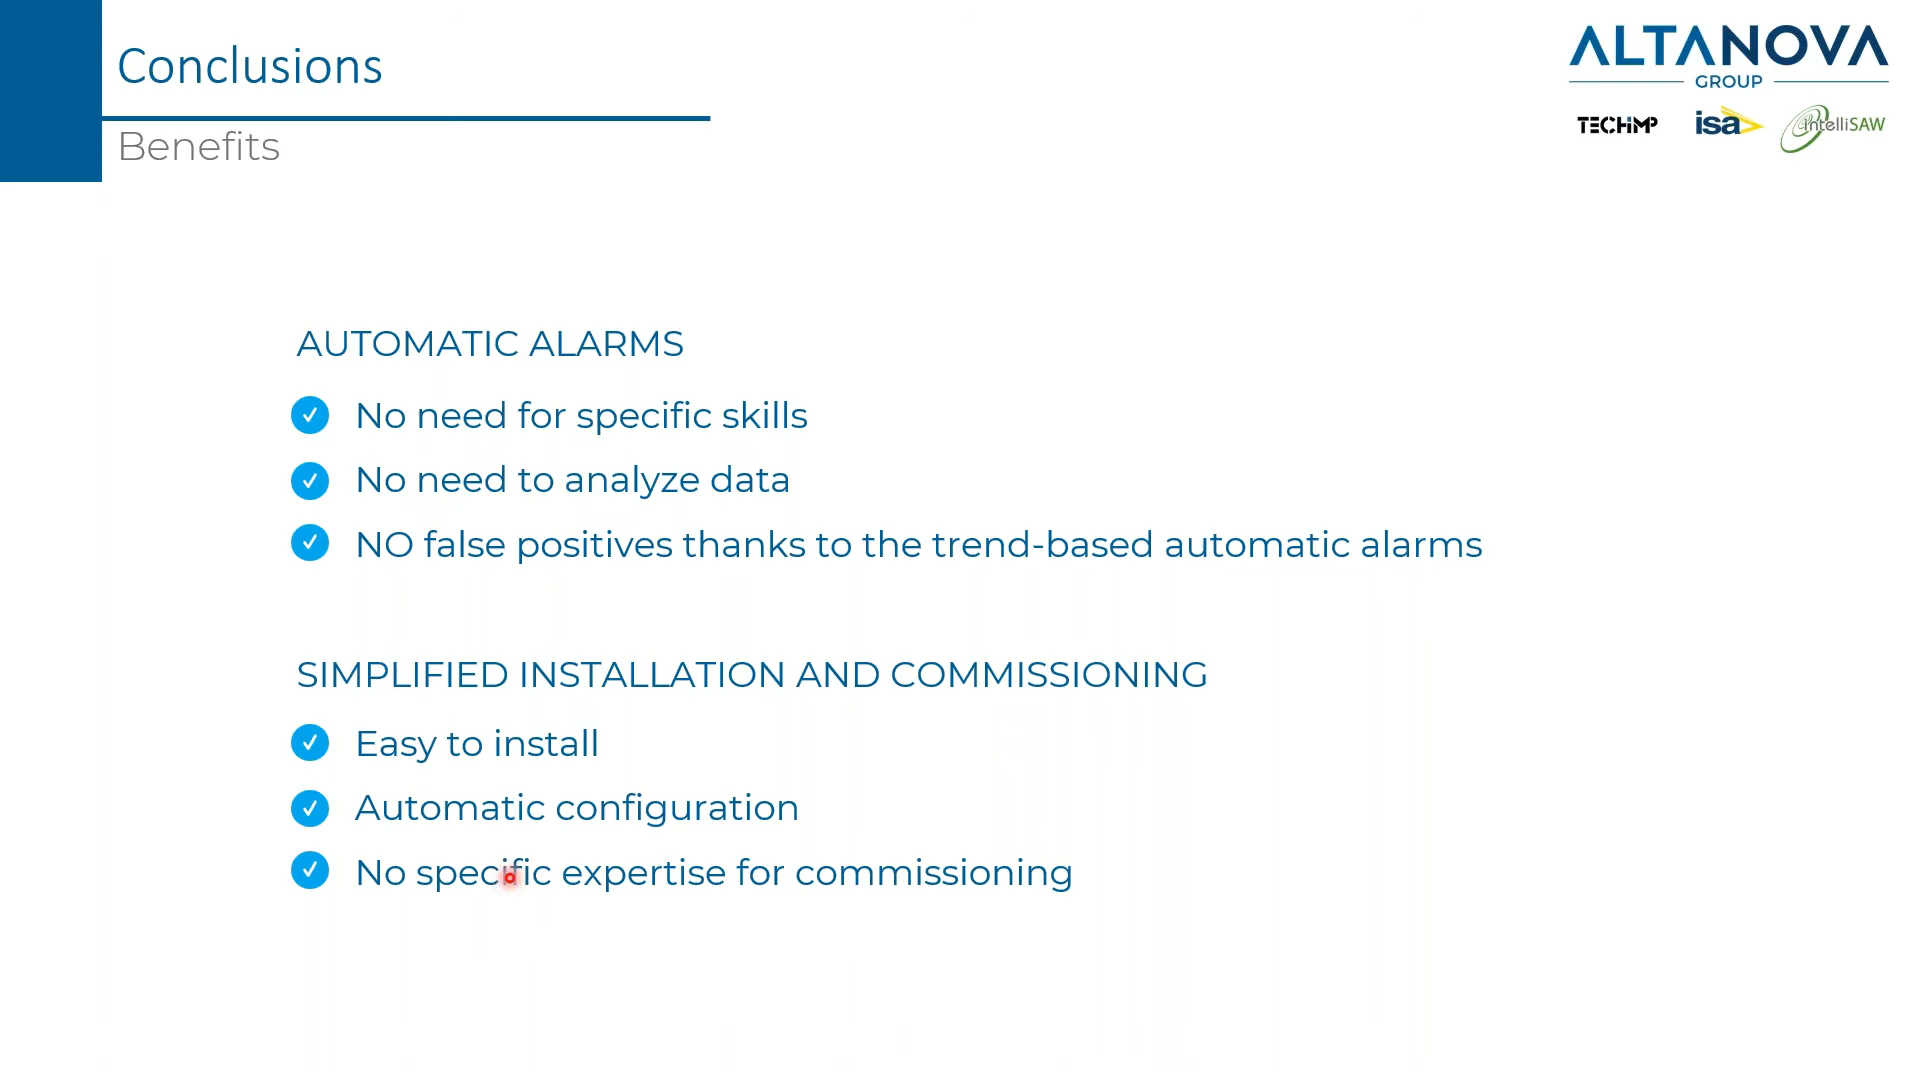 Conclusions
Benefits
ALTANOVA
GROUP
TECHIMP
isa
intelliSAW
AUTOMATIC ALARMS
No need for specific skills
No need to analyze data
NO false positives thanks to the trend-based automatic alarms
SIMPLIFIED INSTALLATION AND COMMISSIONING
Easy to install
Automatic configuration
No specific expertise for commissioning